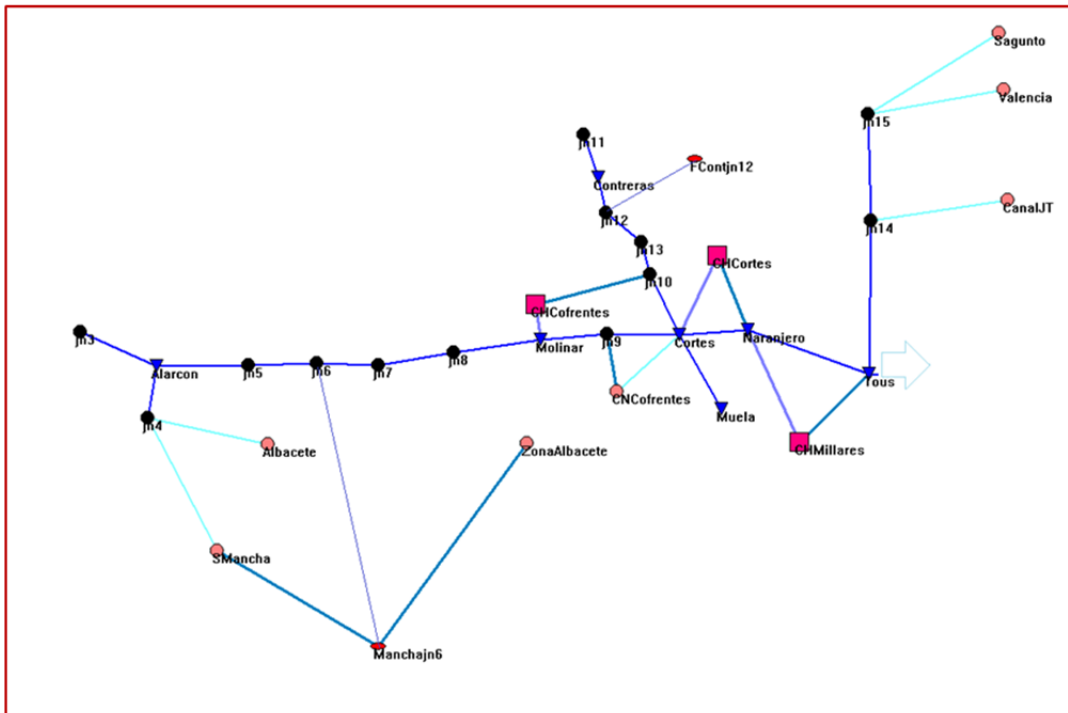 Sagunto
Valencia
jn15
jn11
FContjn12
Contreras
CanalJT
jn12
jn14
jn13
CHCortes
jn10
CHCofrentes
jn3
Molinar
jn9
Cortes
Naranjero
Alarcon
jn5
jn6
jn7
jn8
Tous
CNCofrentes
Muela
jn4
Albacete
ZonaAlbacete
CHMillares
SMancha
Manchajn6